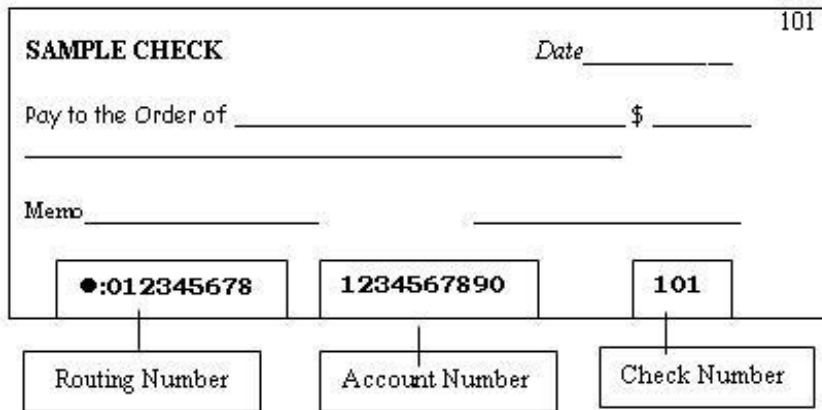 101
SAMPLE CHECK Date
Pay to the Order of $
Memo
●:012345678 1234567890 101
Routing Number Account Number Check Number